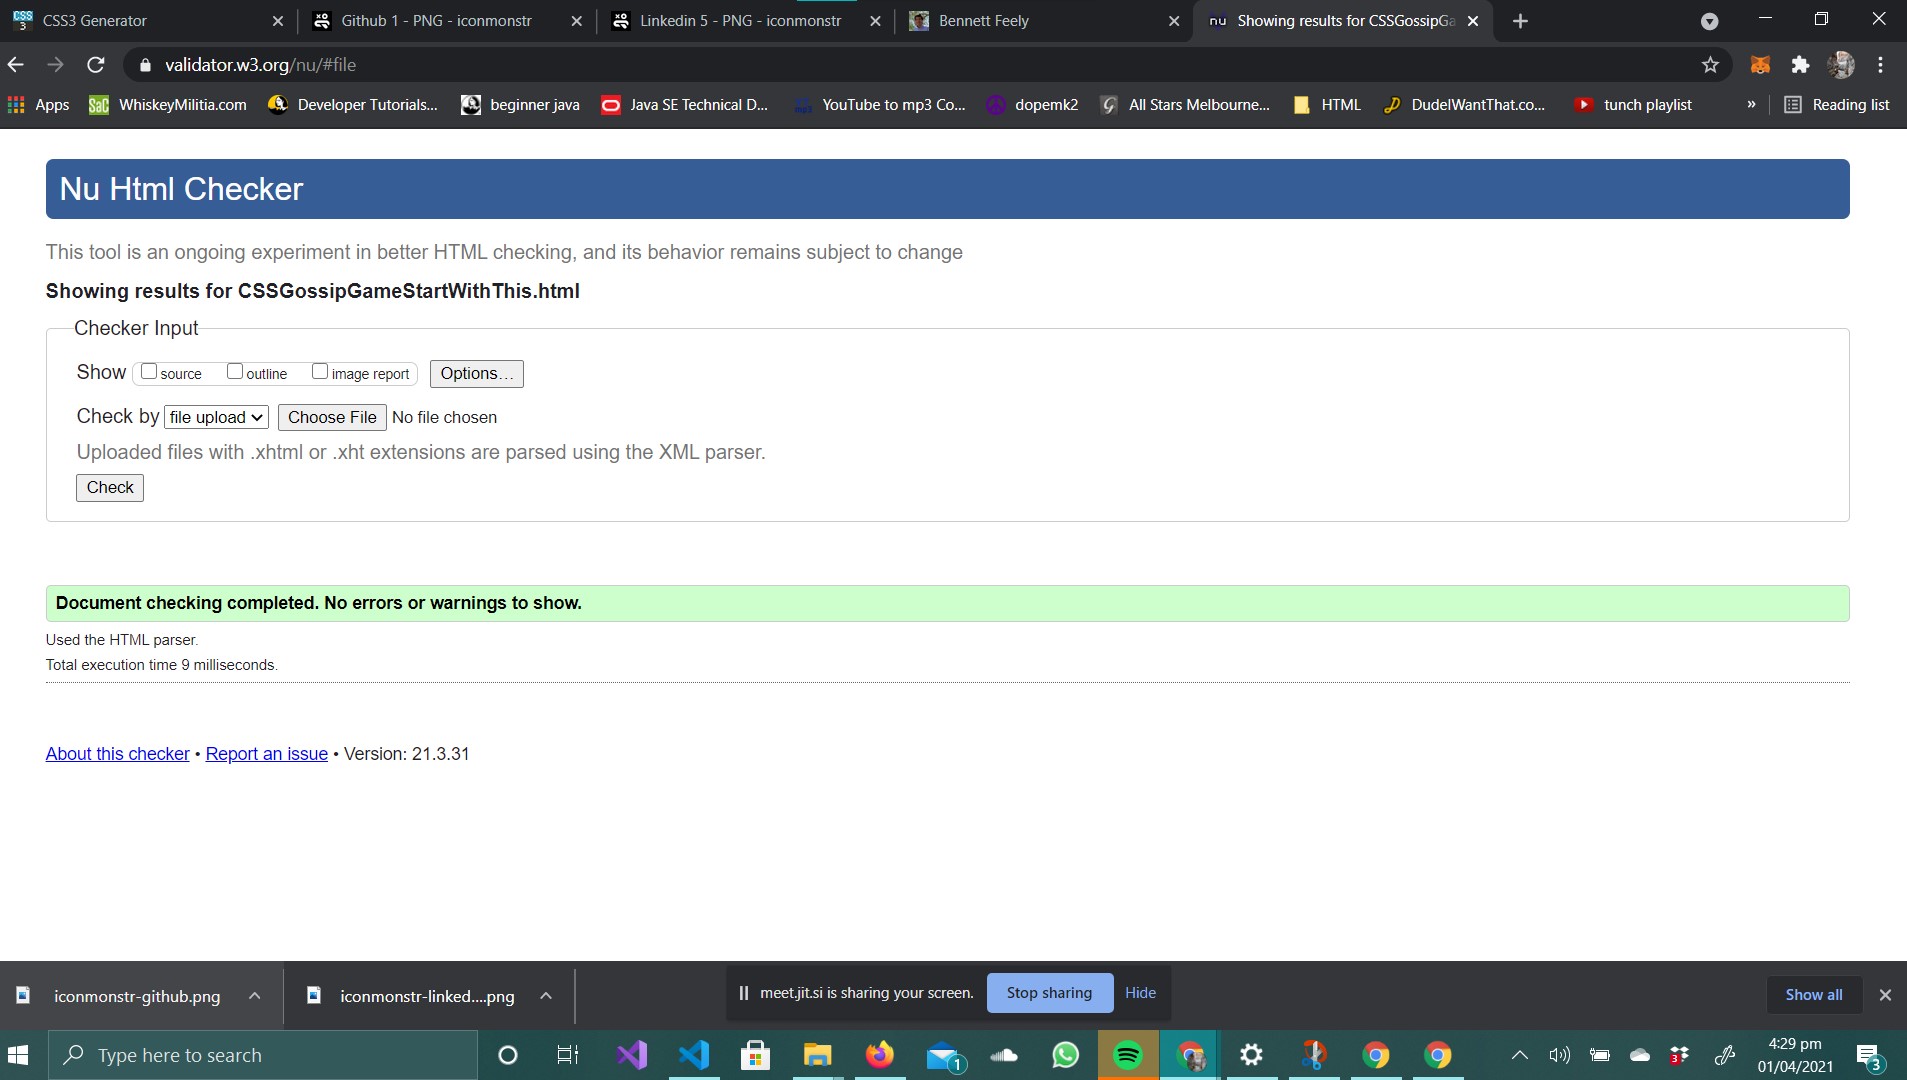 CSS3 Generator
Github 1 - PNG - iconmonstr
Linkedin 5 - PNG - iconmonstr
Bennett Feely
nu Showing results for CSSGossipGa
validator.w3.org/nu/#file
Apps
SaC WhiskeyMilitia.com
Developer Tutorials...
beginner java
Java SE Technical D...
YouTube to mp3 Co...
dopemk2
All Stars Melbourne...
HTML
DudeIWantThat.co...
tunch playlist
»
Reading list
Nu Html Checker
This tool is an ongoing experiment in better HTML checking, and its behavior remains subject to change
Showing results for CSSGossipGameStartWithThis.html
Checker Input
Show source outline image report Options...
Check by file upload Choose File No file chosen
Uploaded files with .xhtml or .xht extensions are parsed using the XML parser.
Check
Document checking completed. No errors or warnings to show.
Used the HTML parser.
Total execution time 9 milliseconds.
About this checker • Report an issue • Version: 21.3.31
iconmonstr-github.png
iconmonstr-linked....png
meet.jit.si is sharing your screen.
Stop sharing
Hide
Show all
Type here to search
1
3
4:29 pm
01/04/2021
3